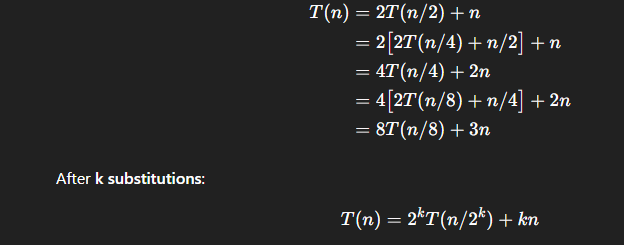 T(n) = 2T(n/2) + n
= 2[2T(n/4) + n/2] + n
= 4T(n/4) + 2n
= 4[2T(n/8) + n/4] + 2n
= 8T(n/8) + 3n
After k substitutions:
T(n) = 2^k T(n/2^k) + kn